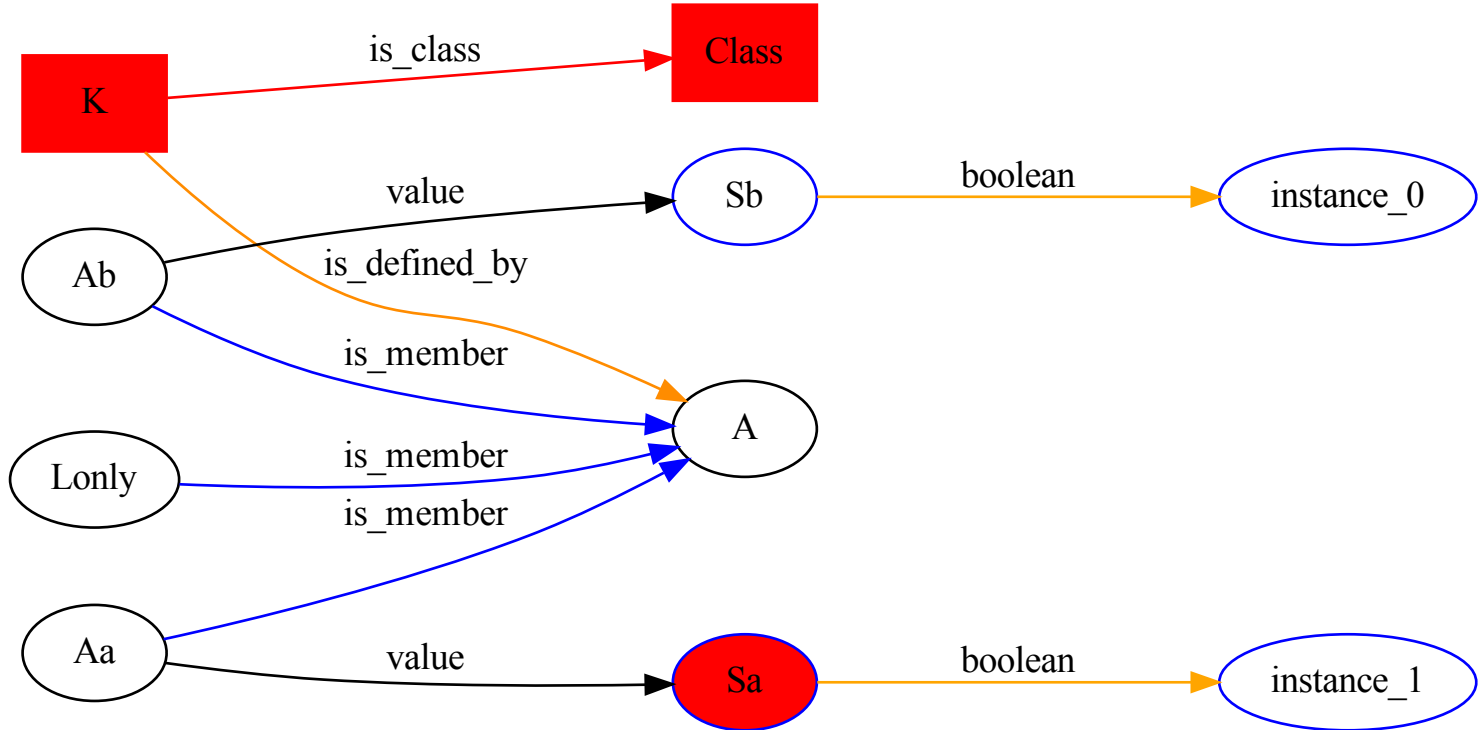 is_class
Class
K
value
Sb
boolean
instance_0
Ab
is_defined_by
is_member
A
Lonly
is_member
is_member
Aa
value
Sa
boolean
instance_1